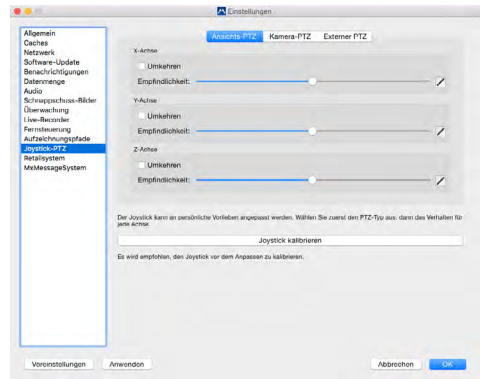 Einstellungen
Allgemein
Caches
Netzwerk
Software-Update
Benachrichtigungen
Datenmenge
Audio
Schnappschuss-Bilder
Überwachung
Live-Recorder
Fernsteuerung
Aufzeichnungspfade
Joystick-PTZ
Retailsystem
MxMessageSystem
Ansichts-PTZ Kamera-PTZ Externer PTZ
X-Achse
Umkehren
Empfindlichkeit:
Y-Achse
Umkehren
Empfindlichkeit:
Z-Achse
Umkehren
Empfindlichkeit:
Der Joystick kann an persönliche Vorlieben angepasst werden. Wählen Sie zuerst den PTZ-Typ aus, dann das Verhalten für
jede Achse.
Joystick kalibrieren
Es wird empfohlen, den Joystick vor dem Anpassen zu kalibrieren.
Voreinstellungen Anwenden Abbrechen OK